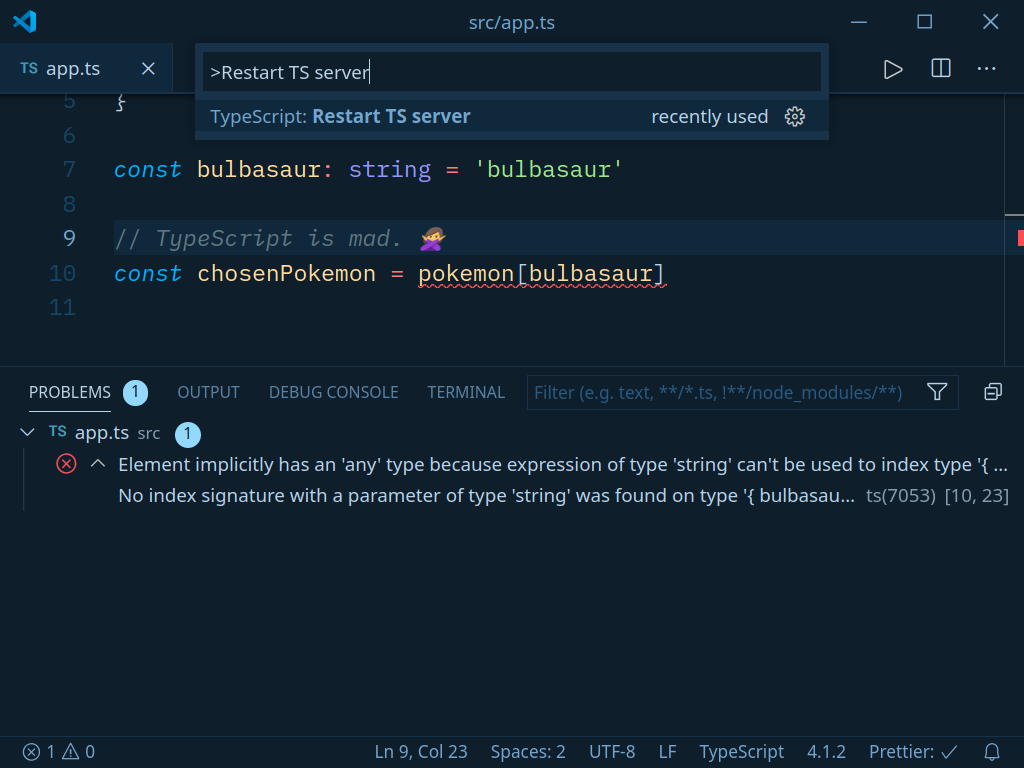 src/app.ts
TS app.ts
>Restart TS server
TypeScript: Restart TS server recently used
5 }
6
7 const bulbasaur: string = 'bulbasaur'
8
9 // TypeScript is mad. 🙅‍♀️
10 const chosenPokemon = pokemon[bulbasaur]
11
PROBLEMS 1 OUTPUT DEBUG CONSOLE TERMINAL Filter (e.g. text, **/*.ts, !**/node_modules/**)
TS app.ts src 1
Element implicitly has an 'any' type because expression of type 'string' can't be used to index type '{ ...
No index signature with a parameter of type 'string' was found on type '{ bulbasau... ts(7053) [10, 23]
1 0 Ln 9, Col 23 Spaces: 2 UTF-8 LF TypeScript 4.1.2 Prettier: ✓